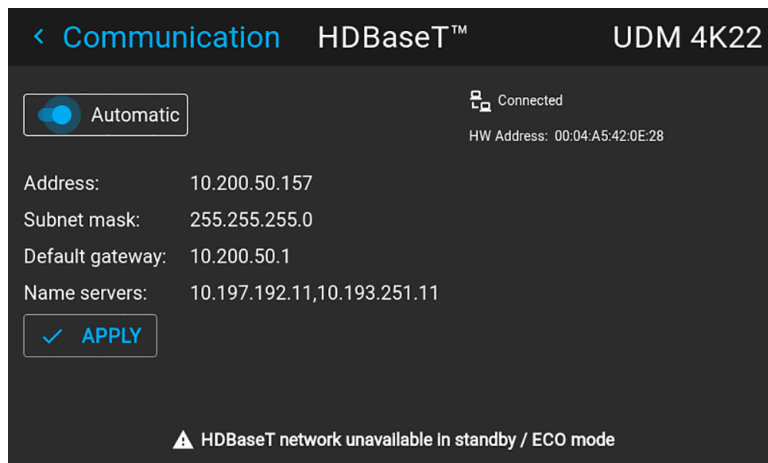 ‹ Communication HDBaseT™ UDM 4K22
Automatic
Connected
HW Address: 00:04:A5:42:0E:28
Address: 10.200.50.157
Subnet mask: 255.255.255.0
Default gateway: 10.200.50.1
Name servers: 10.197.192.11,10.193.251.11
APPLY
HDBaseT network unavailable in standby / ECO mode